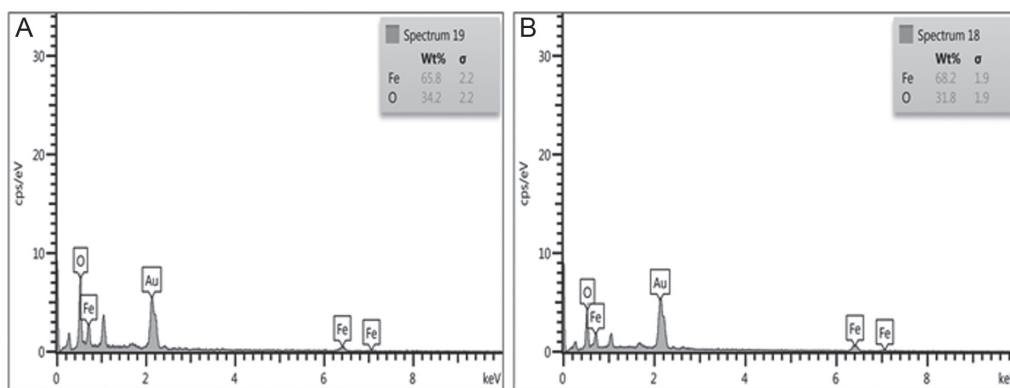 A
Spectrum 19
Wt% σ
Fe 65.8 2.2
O 34.2 2.2
30
20
10
0
cps/eV
O
Fe
Au
Fe
Fe
0 2 4 6 8 keV
B
Spectrum 18
Wt% σ
Fe 68.2 1.9
O 31.8 1.9
30
20
10
0
cps/eV
O
Fe
Au
Fe
Fe
0 2 4 6 8 ke